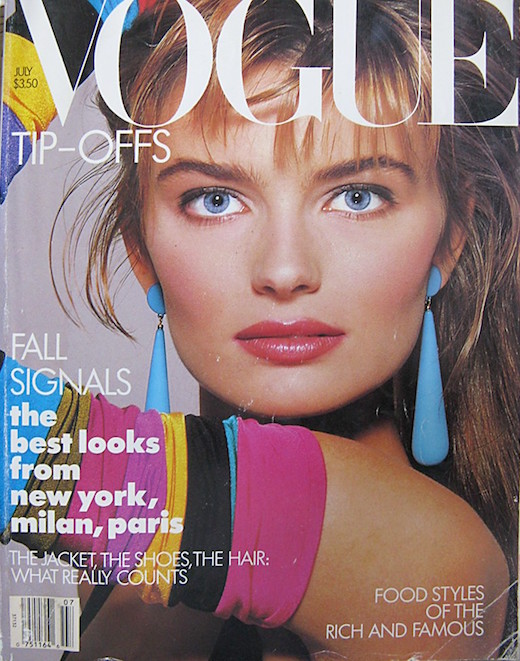 VOGUE
JULY
$3.50
TIP-OFFS
FALL
SIGNALS
the
best looks
from
new york,
milan, paris
THE JACKET, THE SHOES, THE HAIR:
WHAT REALLY COUNTS
FOOD STYLES
OF THE
RICH AND FAMOUS
07